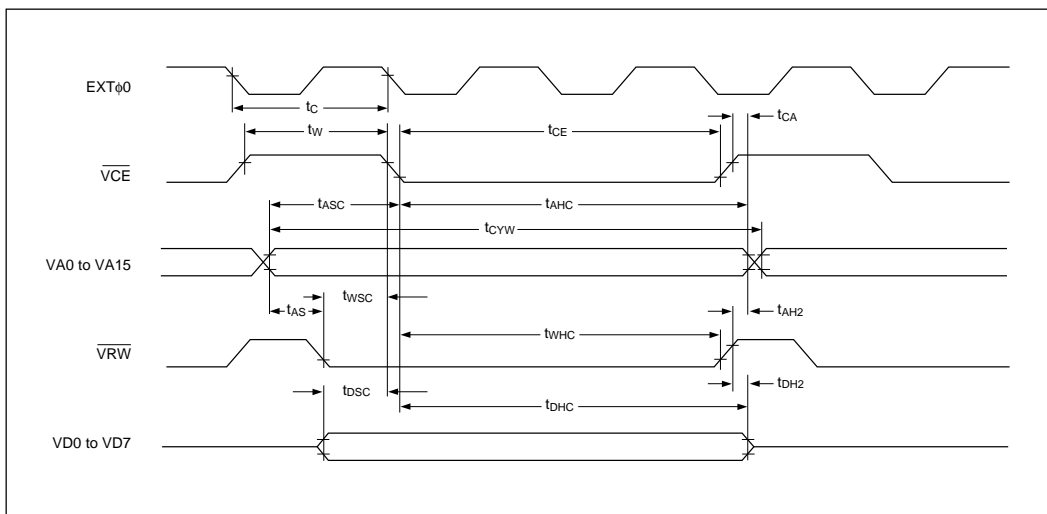 EXTϕ0
tC
tCA
tW
tCE
VCE
tASC
tAHC
tCYW
VA0 to VA15
tWSC
tAS
tAH2
tWHC
VRW
tDH2
tDSC
tDHC
VD0 to VD7